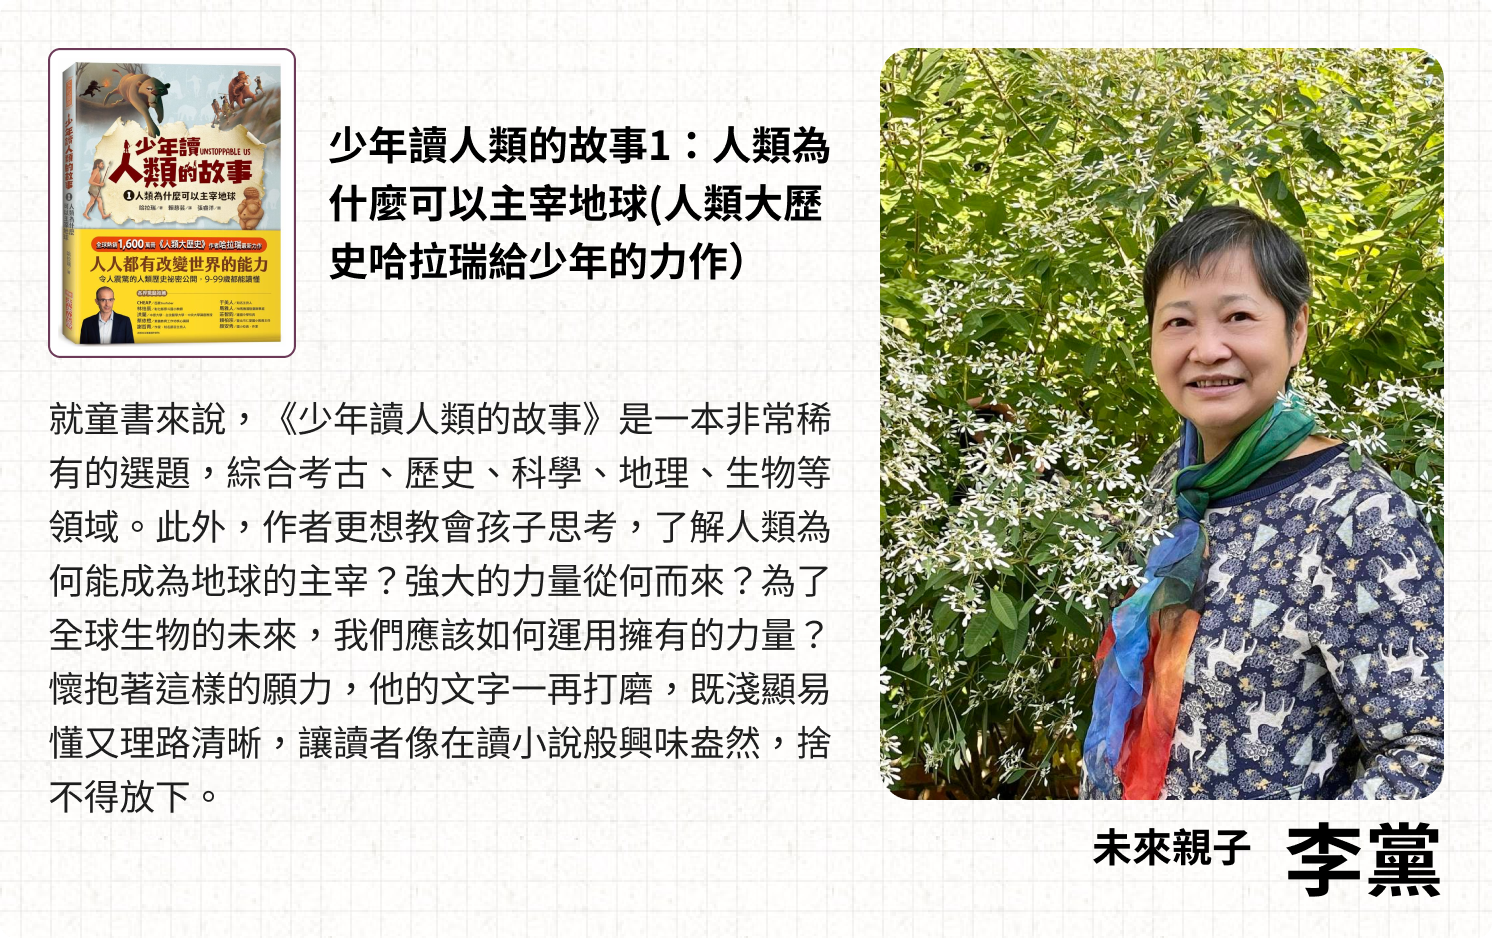 少年讀
UNSTOPPABLE US
人類的故事
1人類為什麼可以主宰地球
全球熱銷1,600萬冊《人類大歷史》作者哈拉瑞最新力作
人人都有改變世界的能力
令人震驚的人類歷史祕密公開,9-99歲都能讀懂
少年讀人類的故事
少年讀人類的故事1:人類為
什麼可以主宰地球(人類大歷
史哈拉瑞給少年的力作)
就童書來說,《少年讀人類的故事》是一本非常稀
有的選題,綜合考古、歷史、科學、地理、生物等
領域。此外,作者更想教會孩子思考,了解人類為
何能成為地球的主宰?強大的力量從何而來?為了
全球生物的未來,我們應該如何運用擁有的力量?
懷抱著這樣的願力,他的文字一再打磨,既淺顯易
懂又理路清晰,讓讀者像在讀小說般興味盎然,捨
不得放下。
未來親子 李黨